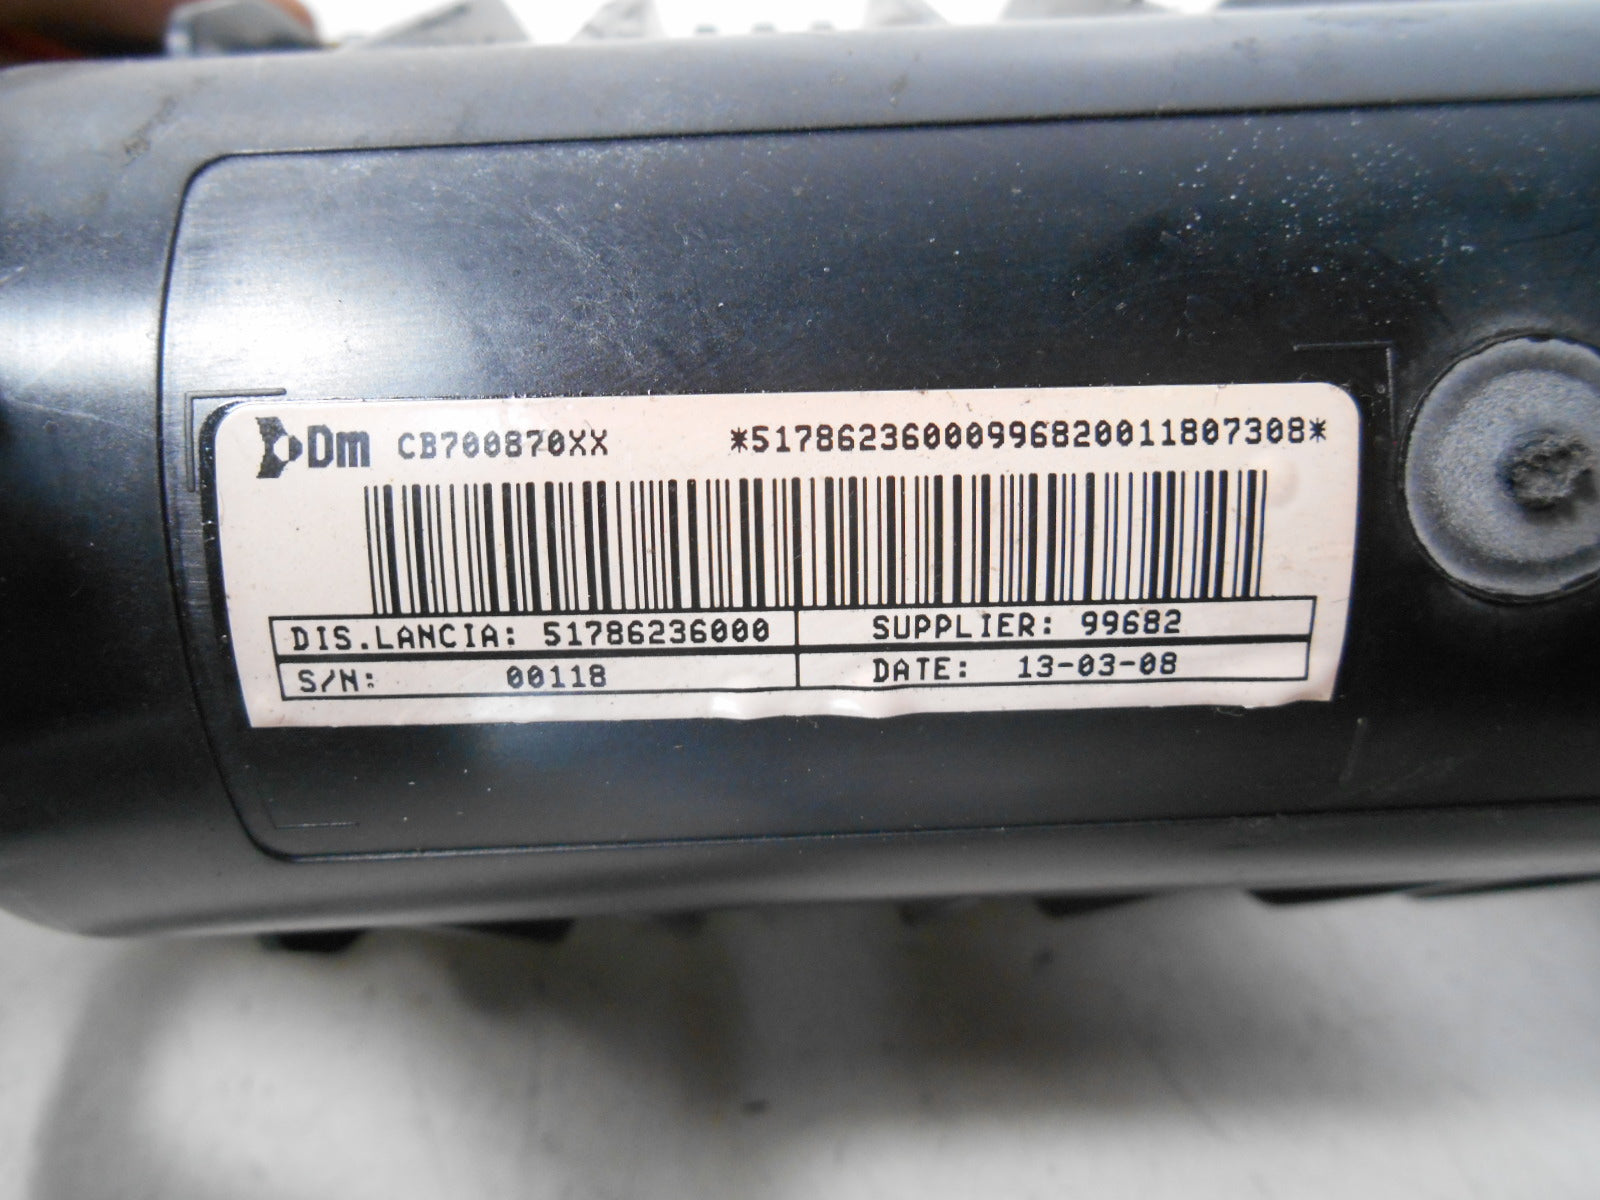 Dm CB700870XX *51786236000996820011807308*
DIS.LANCIA: 51786236000 SUPPLIER: 99682
S/N: 00118 DATE: 13-03-08